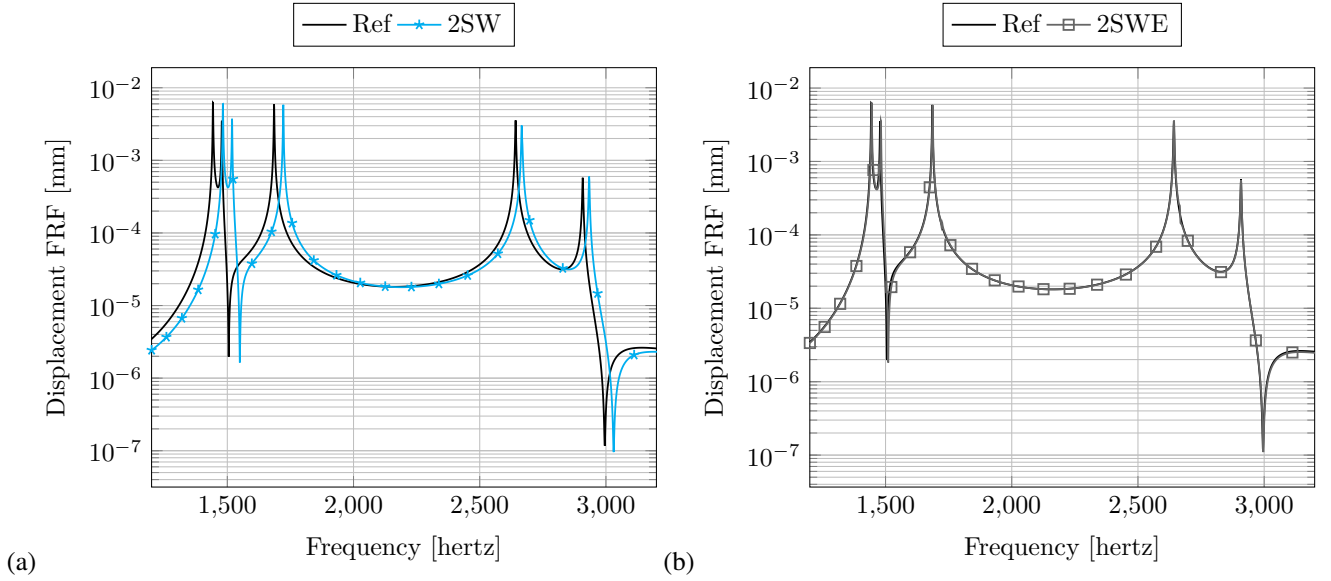 Ref 2SW
10⁻²
10⁻³
10⁻⁴
10⁻⁵
10⁻⁶
10⁻⁷
Displacement FRF [mm]
1,500 2,000 2,500 3,000
Frequency [hertz]
(a)
Ref 2SWE
10⁻²
10⁻³
10⁻⁴
10⁻⁵
10⁻⁶
10⁻⁷
Displacement FRF [mm]
1,500 2,000 2,500 3,000
Frequency [hertz]
(b)